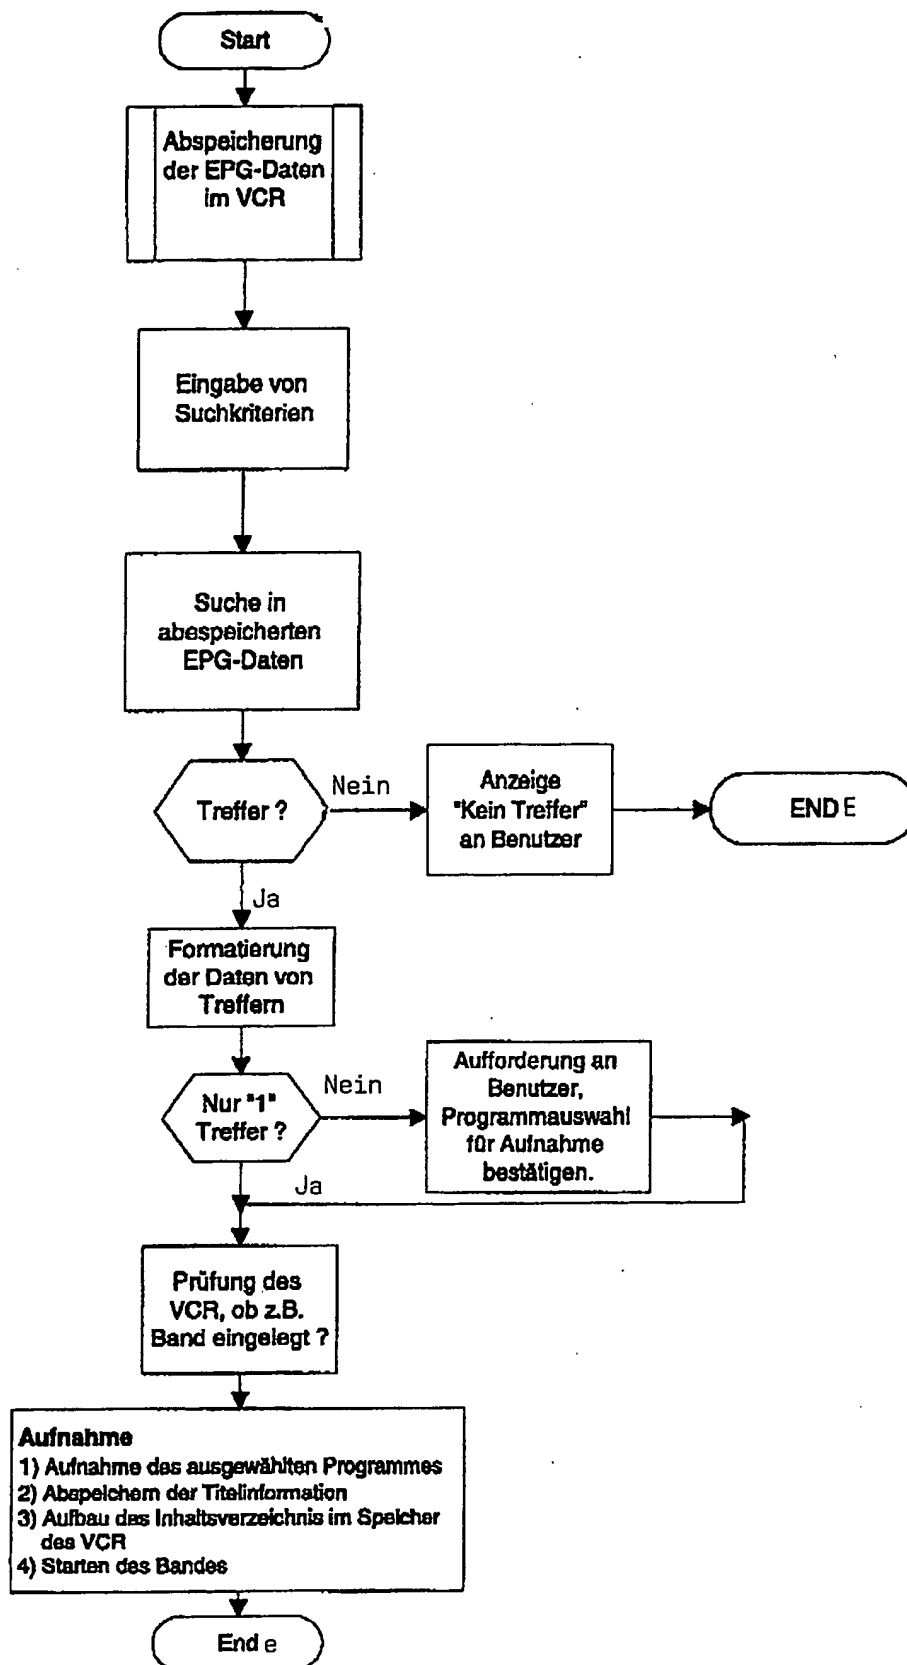 Start
Abspeicherung
der EPG-Daten
im VCR
Eingabe von
Suchkriterien
Suche in
abespeicherten
EPG-Daten
Treffer ?
Nein
Anzeige
"Kein Treffer"
an Benutzer
ENDE
Ja
Formatierung
der Daten von
Treffern
Nur "1"
Treffer ?
Nein
Aufforderung an
Benutzer,
Programmauswahl
für Aufnahme
bestätigen.
Ja
Prüfung des
VCR, ob z.B.
Band eingelegt ?
Aufnahme
1) Aufnahme des ausgewählten Programmes
2) Abspeichern der Titelinformation
3) Aufbau das Inhaltsverzeichnis im Speicher
des VCR
4) Starten des Bandes
Ende